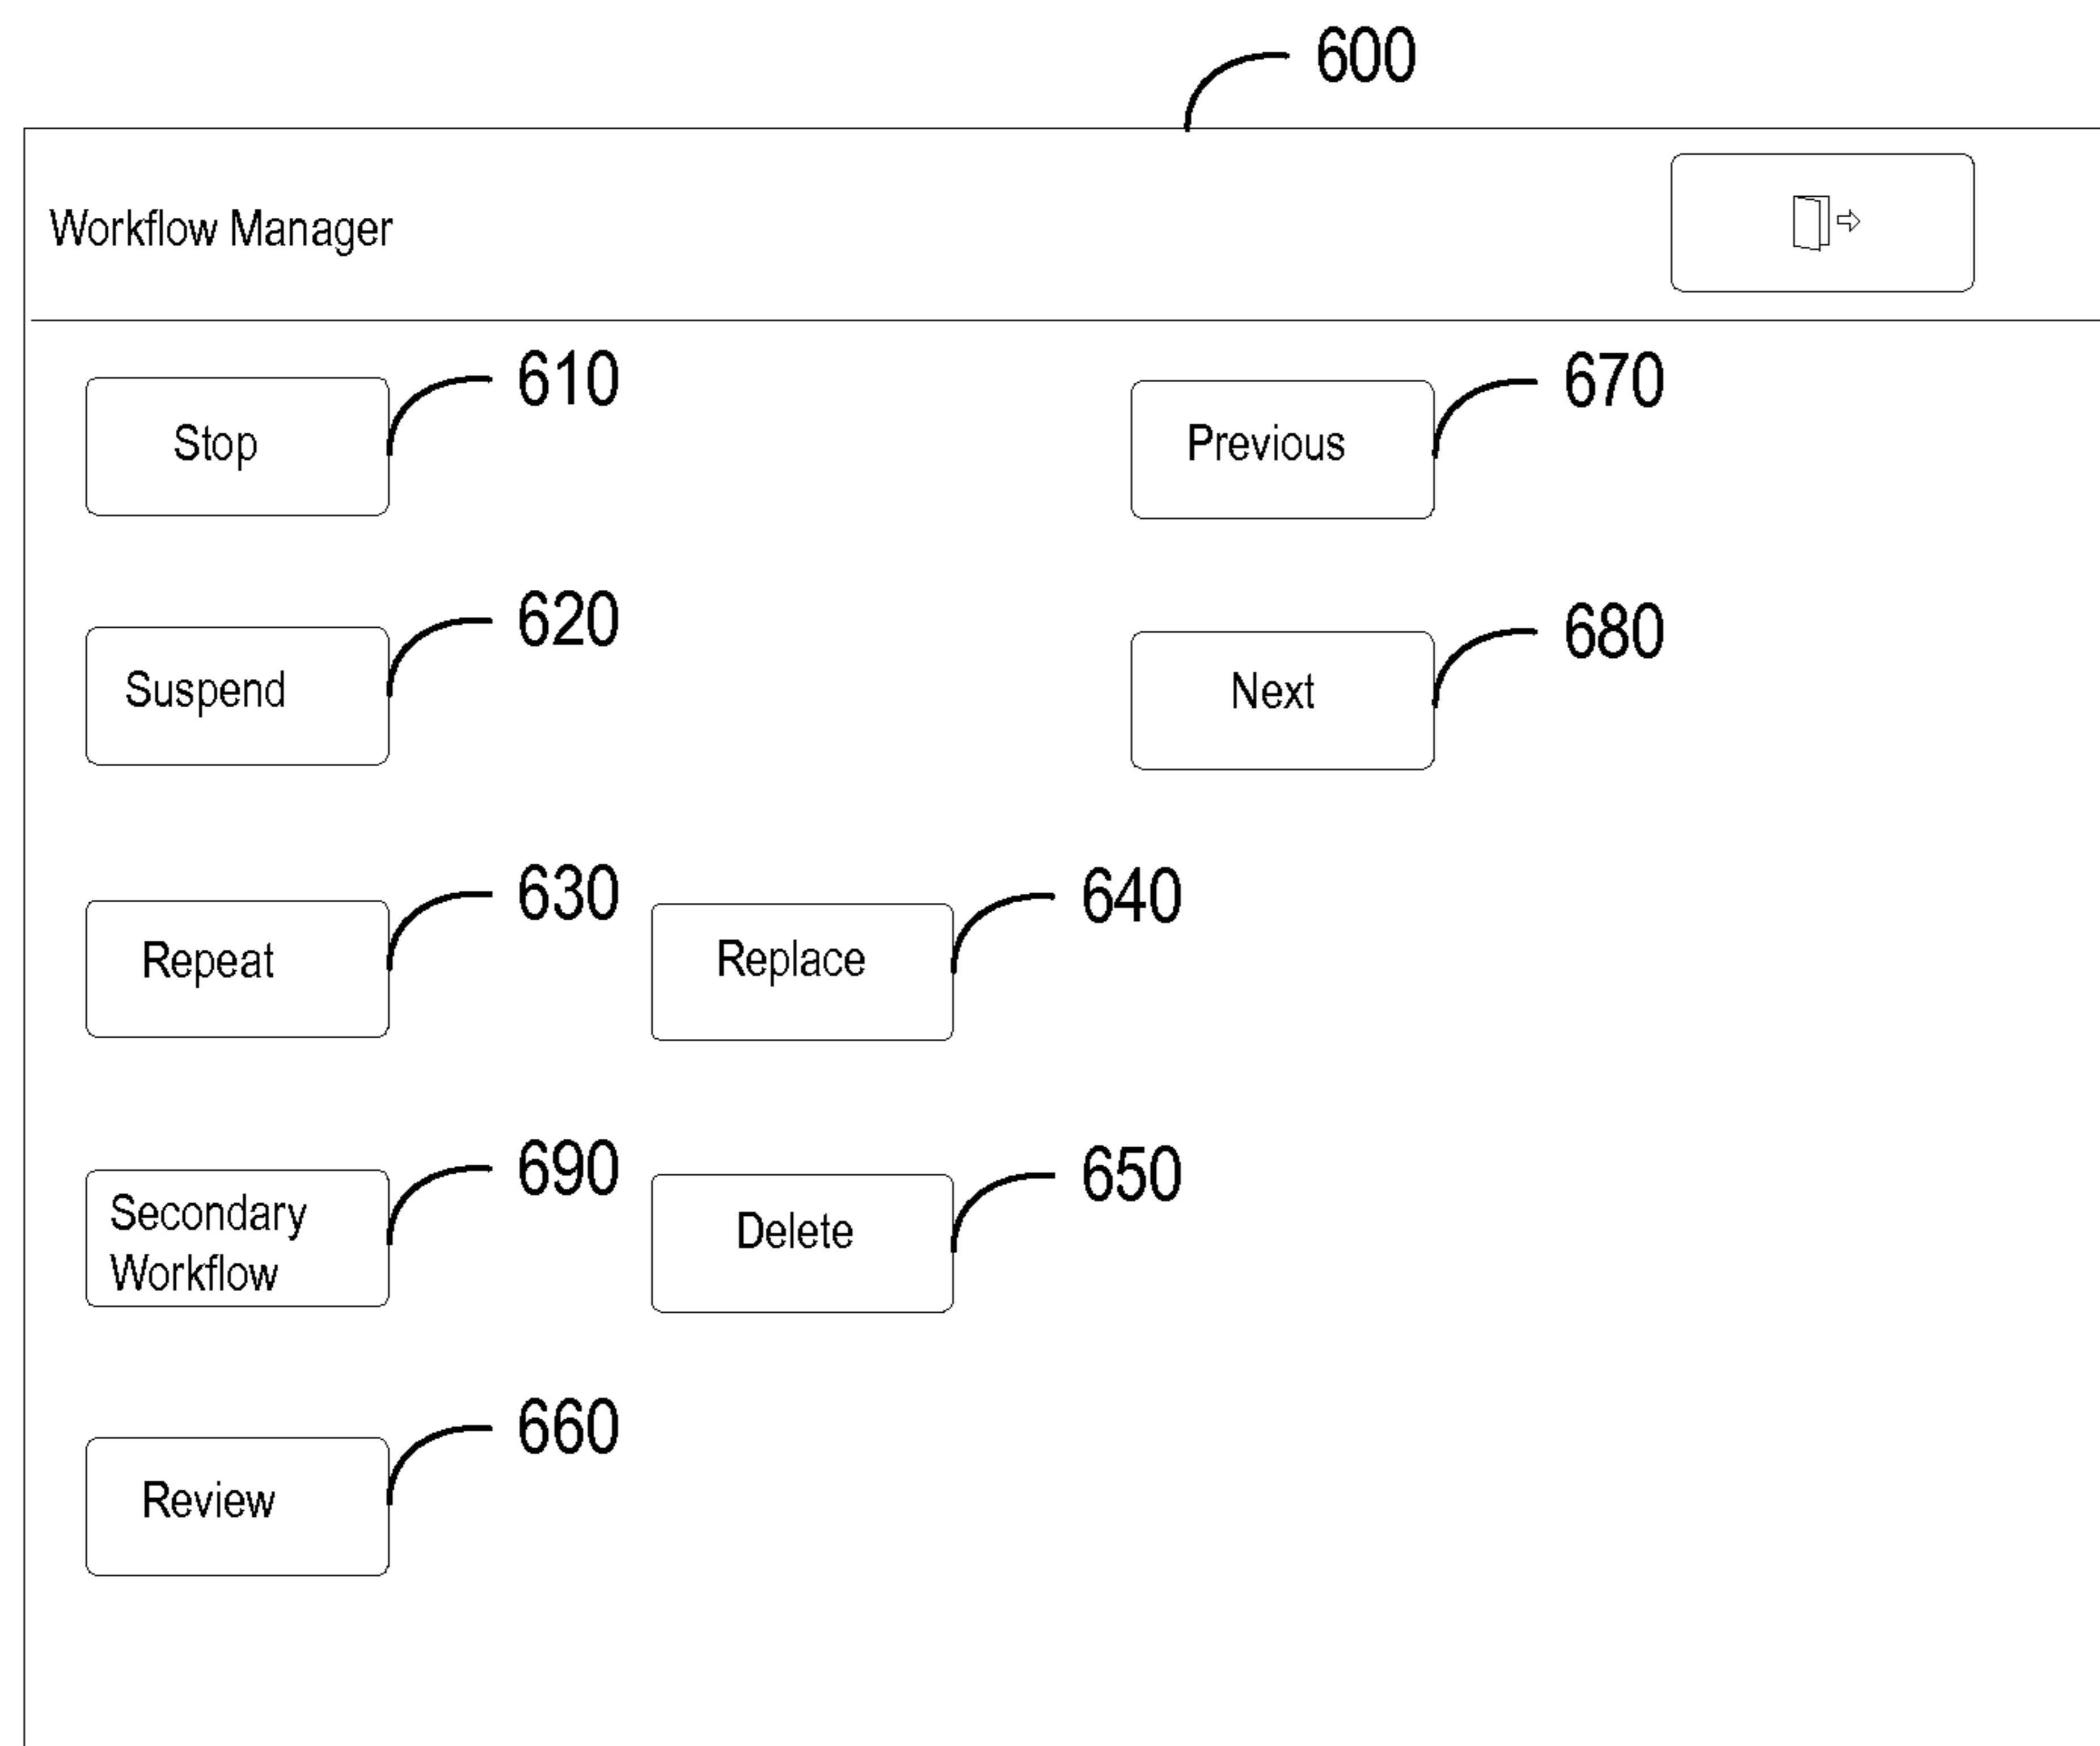 600
Workflow Manager
610
Stop
670
Previous
620
Suspend
680
Next
630
Repeat
640
Replace
690
Secondary
Workflow
650
Delete
660
Review